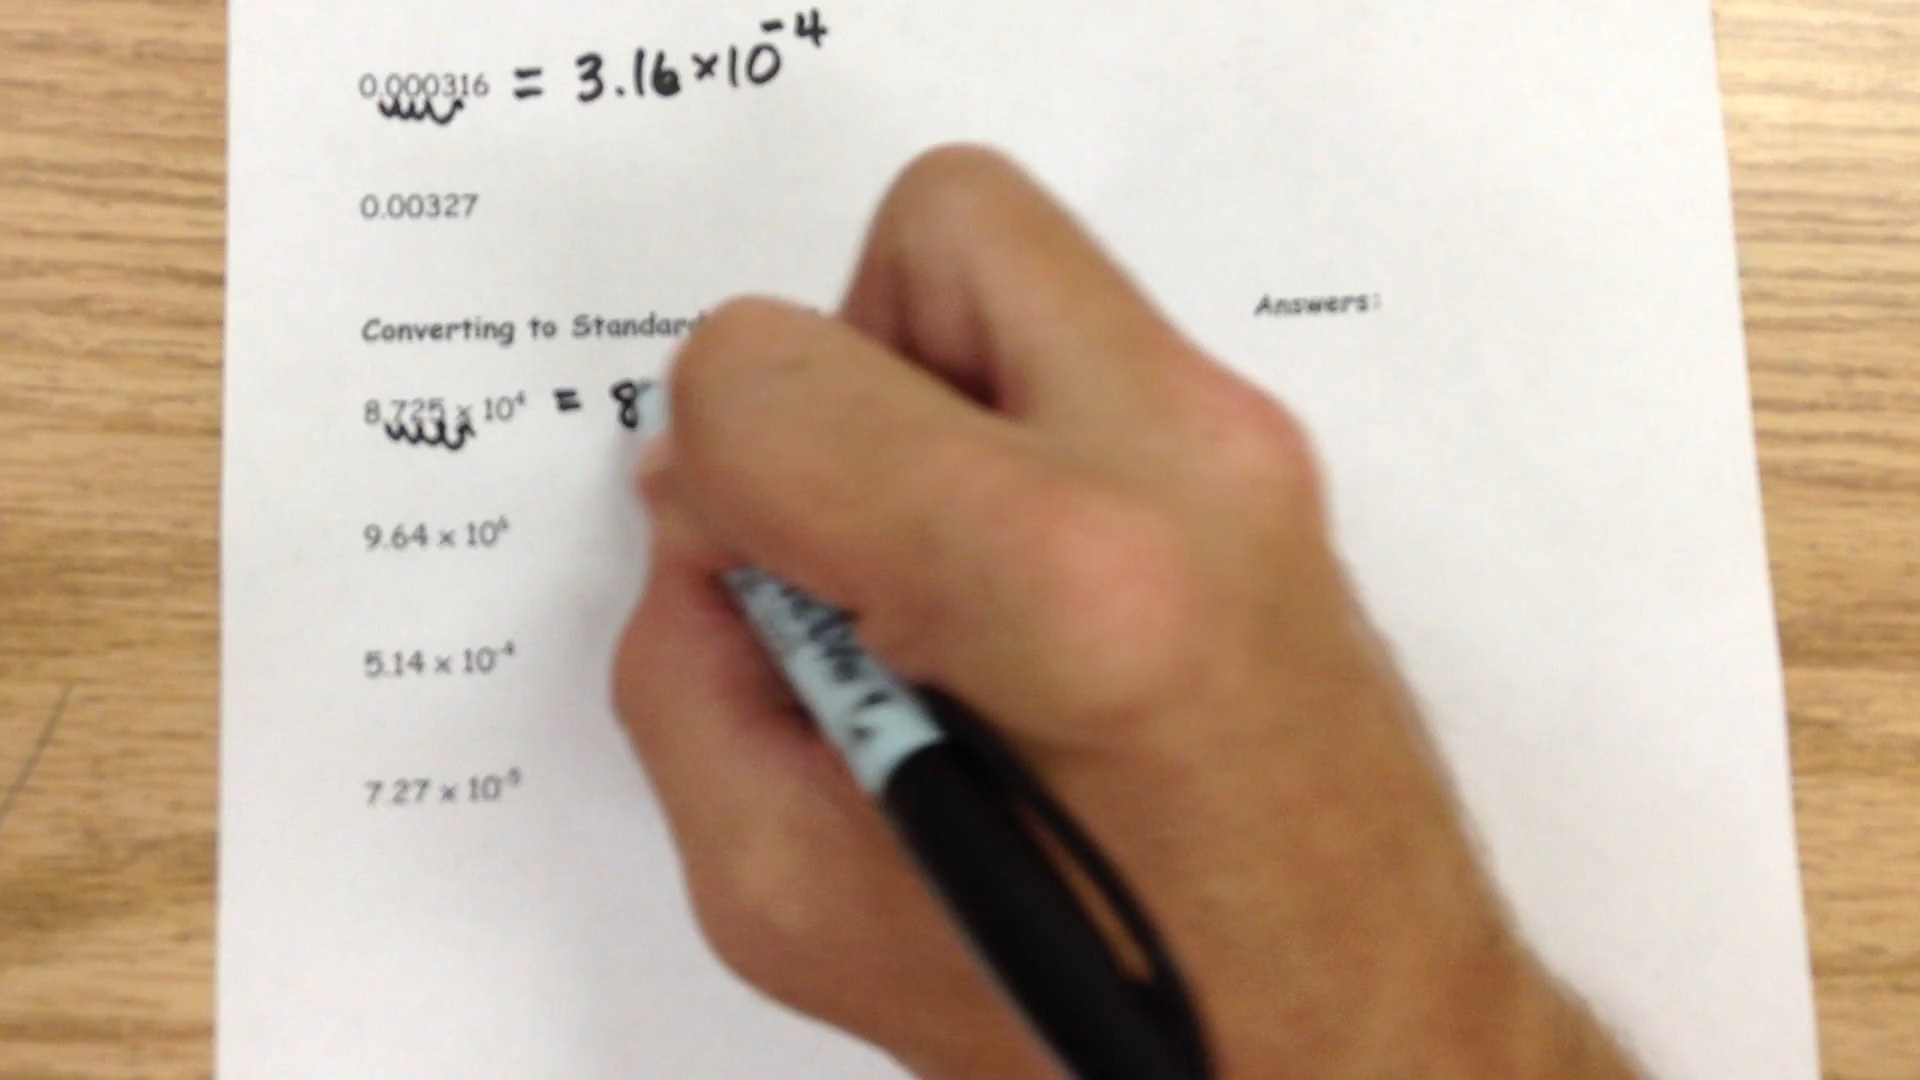 0.000316 = 3.16 × 10⁻⁴
0.00327
Converting to Standard
Answers:
8.725 x 10⁴ = 8
9.64 x 10⁶
5.14 x 10⁻⁴
7.27 x 10